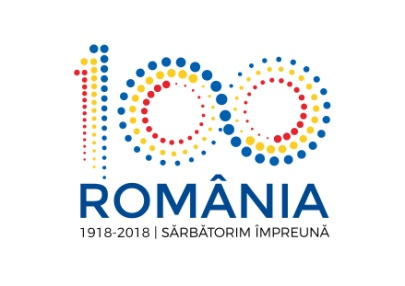 100
ROMÂNIA
1918-2018 | SĂRBĂTORIM ÎMPREUNĂ